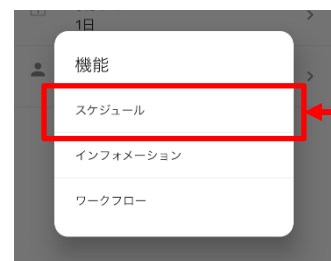 1日
機能
スケジュール
インフォメーション
ワークフロー